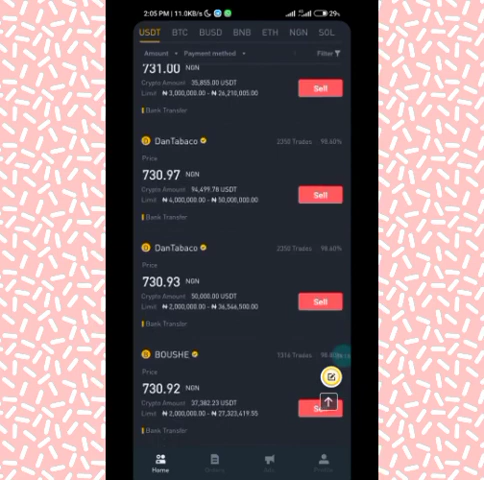 2:05 PM | 11.0KB/s 29%
USDT BTC BUSD BNB ETH NGN SOL
Amount Payment method Filter
731.00 NGN
Crypto Amount 35,855.00 USDT
Limit ₦ 3,000,000.00 - ₦ 26,210,005.00
Sell
Bank Transfer
DanTabaco 2350 Trades 98.60%
Price
730.97 NGN
Crypto Amount 94,499.78 USDT
Limit ₦ 4,000,000.00 - ₦ 50,000,000.00
Sell
Bank Transfer
DanTabaco 2350 Trades 98.60%
Price
730.93 NGN
Crypto Amount 50,000.00 USDT
Limit ₦ 2,000,000.00 - ₦ 36,546,500.00
Sell
Bank Transfer
BOUSHE 1316 Trades
Price
730.92 NGN
Crypto Amount 37,382.23 USDT
Limit ₦ 2,000,000.00 - ₦ 27,323,419.55
Bank Transfer
Home Orders Ads Profile